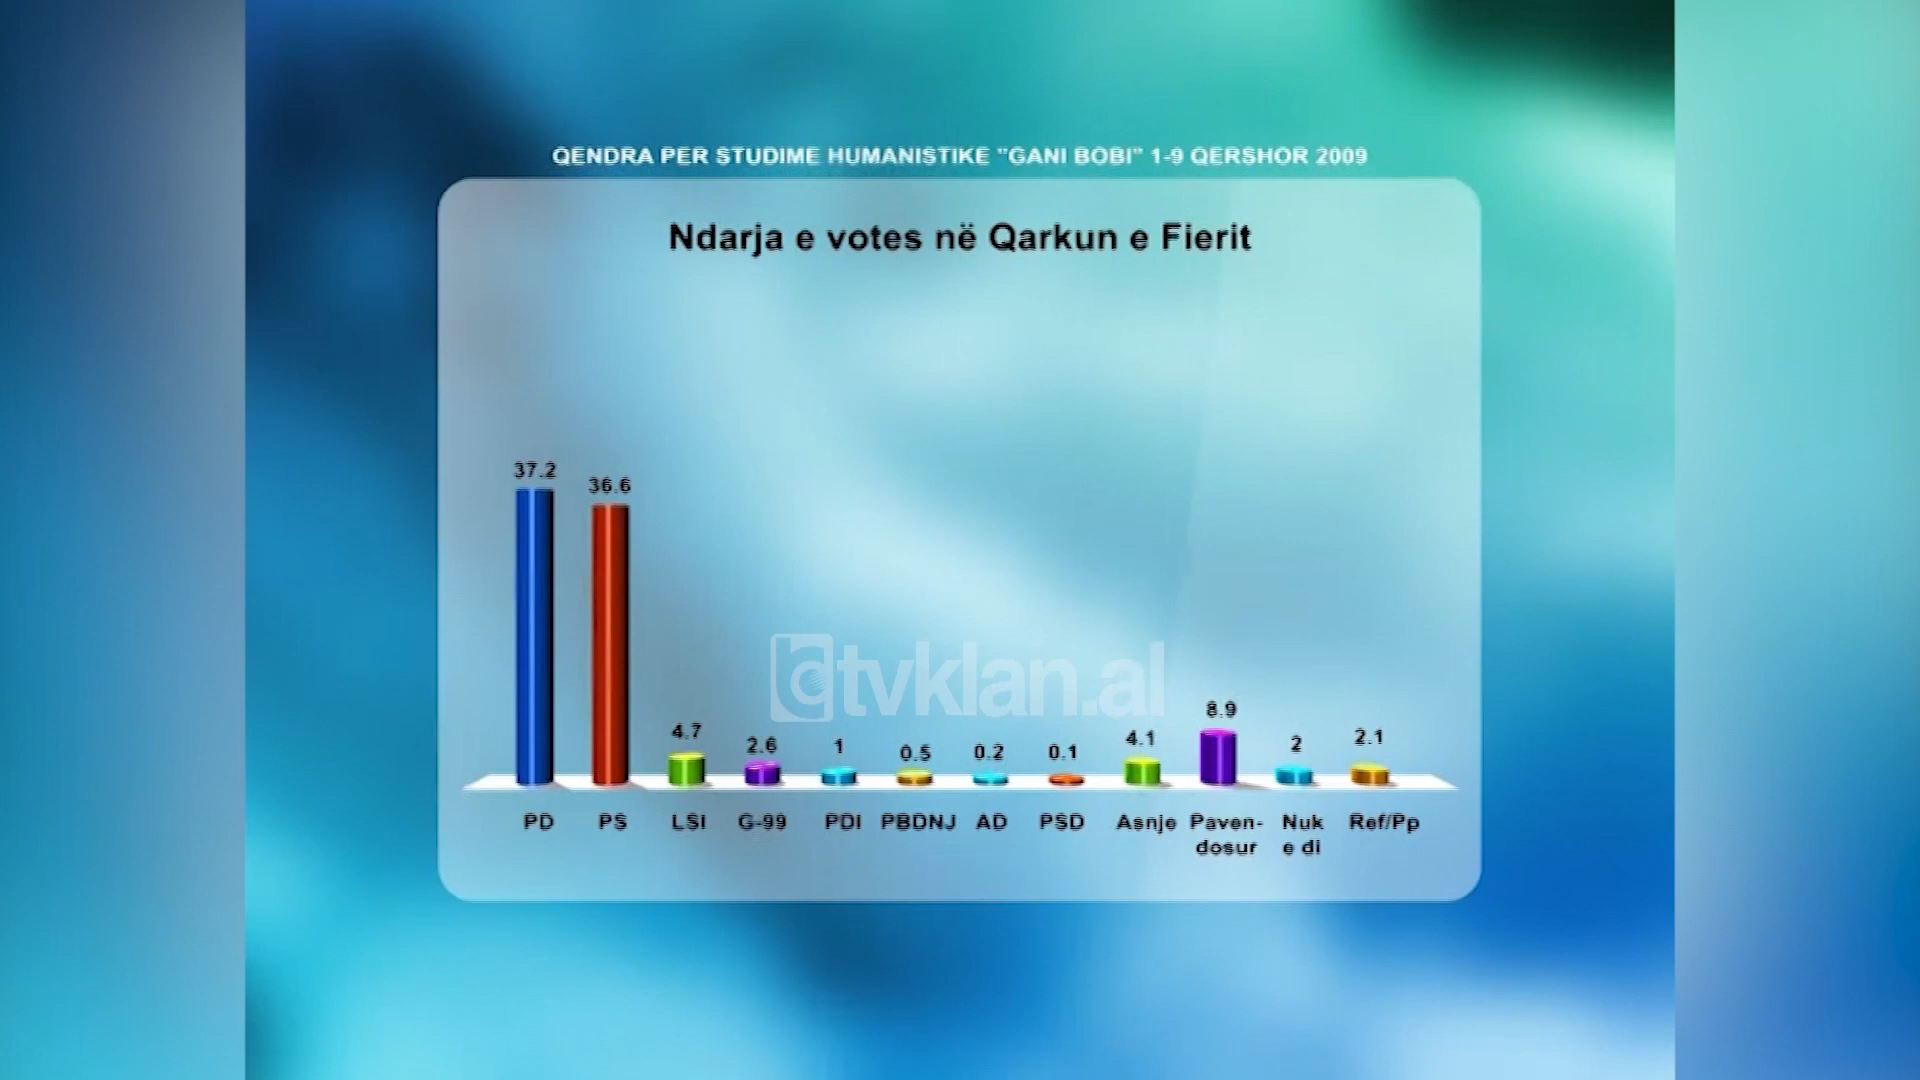 QENDRA PER STUDIME HUMANISTIKE "GANI BOBI" 1-9 QERSHOR 2009
Ndarja e votes në Qarkun e Fierit
37.2
36.6
4.7
2.6
1
0.5
0.2
0.1
4.1
8.9
2
2.1
PD PS LSI G-99 PDI PBDNJ AD PSD Asnje Paven- Nuk Ref/Pp
dosur e di
tvklan.al